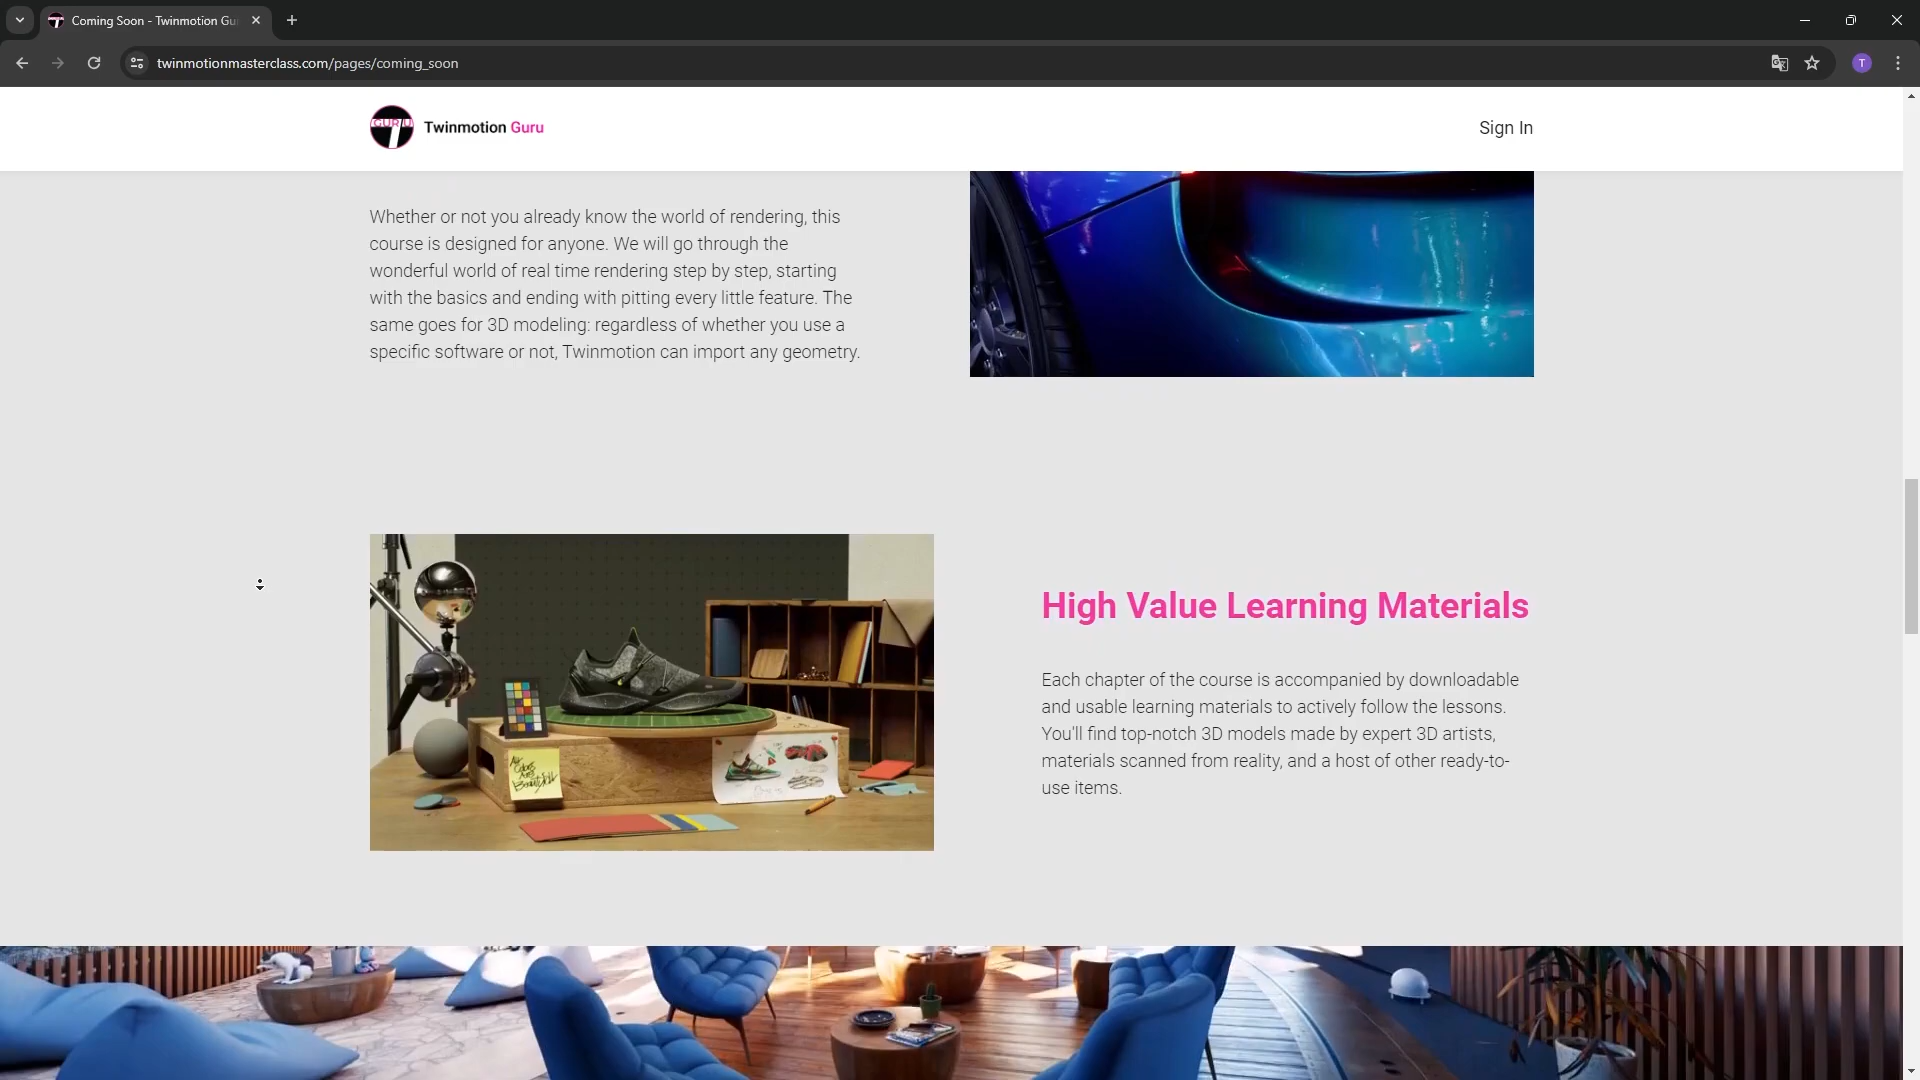 Coming Soon - Twinmotion Gu
twinmotionmasterclass.com/pages/coming_soon
T
GURU
Twinmotion Guru
Sign In
Whether or not you already know the world of rendering, this
course is designed for anyone. We will go through the
wonderful world of real time rendering step by step, starting
with the basics and ending with pitting every little feature. The
same goes for 3D modeling: regardless of whether you use a
specific software or not, Twinmotion can import any geometry.
High Value Learning Materials
Each chapter of the course is accompanied by downloadable
and usable learning materials to actively follow the lessons.
You'll find top-notch 3D models made by expert 3D artists,
materials scanned from reality, and a host of other ready-to-
use items.